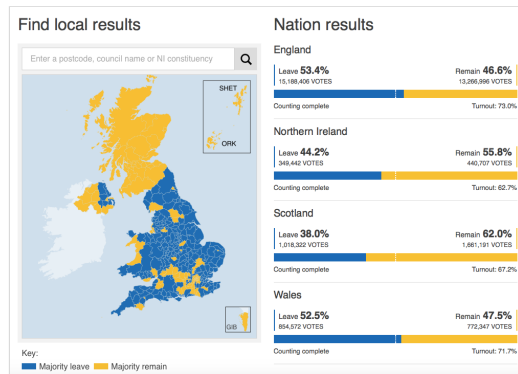 Find local results
Enter a postcode, council name or NI constituency
SHET
ORK
GIB
Key:
Majority leave Majority remain
Nation results
England
Leave 53.4% Remain 46.6%
15,188,406 VOTES 13,266,996 VOTES
Counting complete Turnout: 73.0%
Northern Ireland
Leave 44.2% Remain 55.8%
349,442 VOTES 440,707 VOTES
Counting complete Turnout: 62.7%
Scotland
Leave 38.0% Remain 62.0%
1,018,322 VOTES 1,661,191 VOTES
Counting complete Turnout: 67.2%
Wales
Leave 52.5% Remain 47.5%
854,572 VOTES 772,347 VOTES
Counting complete Turnout: 71.7%